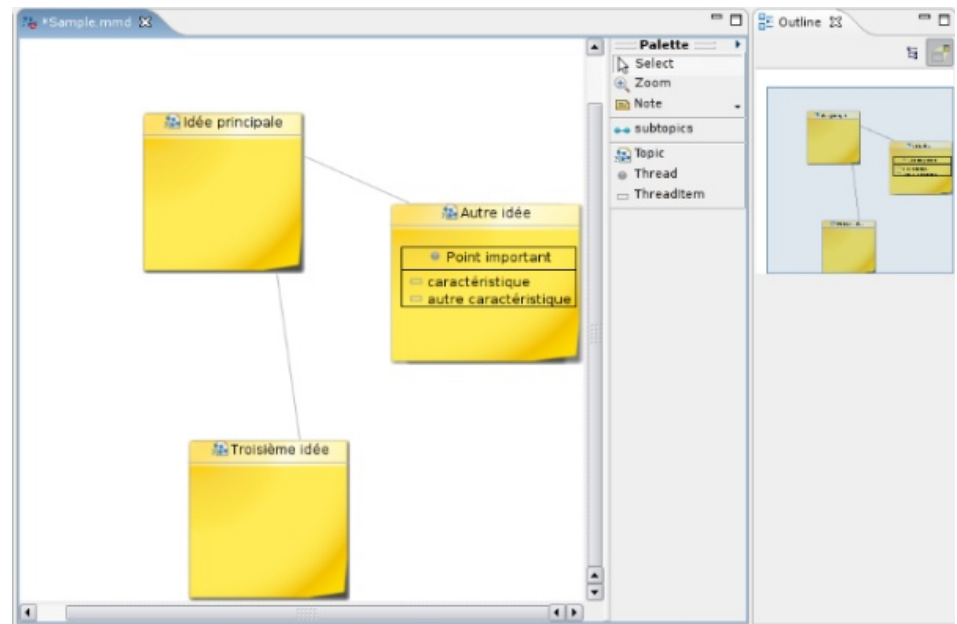 *Sample.mmd
Idée principale
Autre idée
Point important
caractéristique
autre caractéristique
Troisième idée
Palette
Select
Zoom
Note
subtopics
Topic
Thread
ThreadItem
Outline